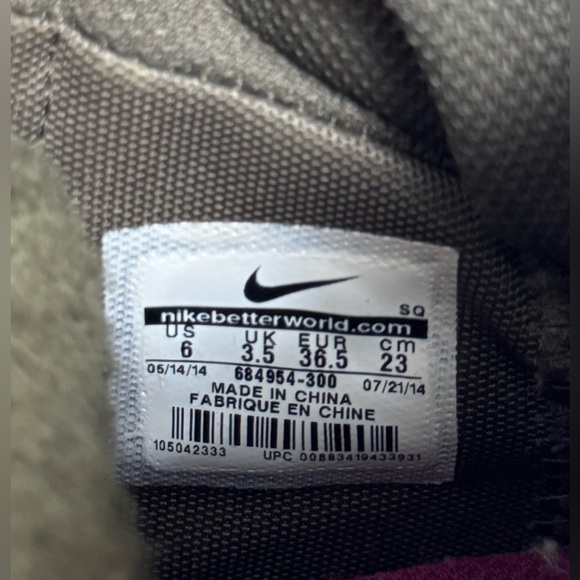 SQ
nikebetterworld.com
US UK EUR cm
6 3.5 36.5 23
05/14/14 684954-300 07/21/14
MADE IN CHINA
FABRIQUE EN CHINE
105042333 UPC 00883419433931